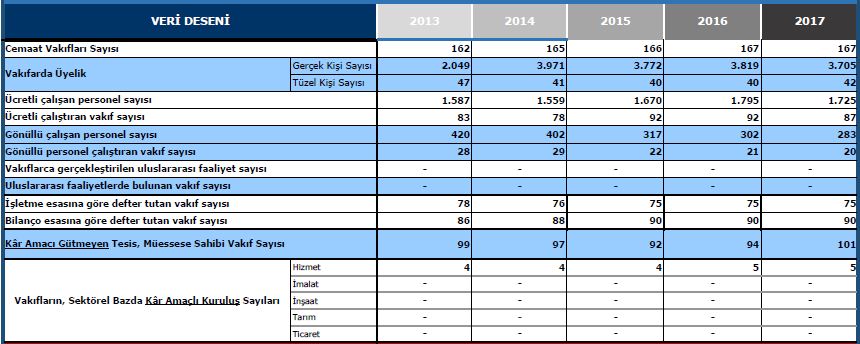 VERİ DESENİ 2013 2014 2015 2016 2017
Cemaat Vakıfları Sayısı 162 165 166 167 167
Vakıfarda Üyelik Gerçek Kişi Sayısı 2.049 3.971 3.772 3.819 3.705
Tüzel Kişi Sayısı 47 41 40 40 42
Ücretli çalışan personel sayısı 1.587 1.559 1.670 1.795 1.725
Ücretli çalıştıran vakıf sayısı 83 78 92 92 87
Gönüllü çalışan personel sayısı 420 402 317 302 283
Gönüllü personel çalıştıran vakıf sayısı 28 29 22 21 20
Vakıflarca gerçekleştirilen uluslararası faaliyet sayısı - - - - -
Uluslararası faaliyetlerde bulunan vakıf sayısı - - - - -
İşletme esasına göre defter tutan vakıf sayısı 78 76 75 75 75
Bilanço esasına göre defter tutan vakıf sayısı 86 88 90 90 90
Kâr Amacı Gütmeyen Tesis, Müessese Sahibi Vakıf Sayısı 99 97 92 94 101
Vakıfların, Sektörel Bazda Kâr Amaçlı Kuruluş Sayıları Hizmet 4 4 4 5 5
İmalat - - - - -
İnşaat - - - - -
Tarım - - - - -
Ticaret - - - - -